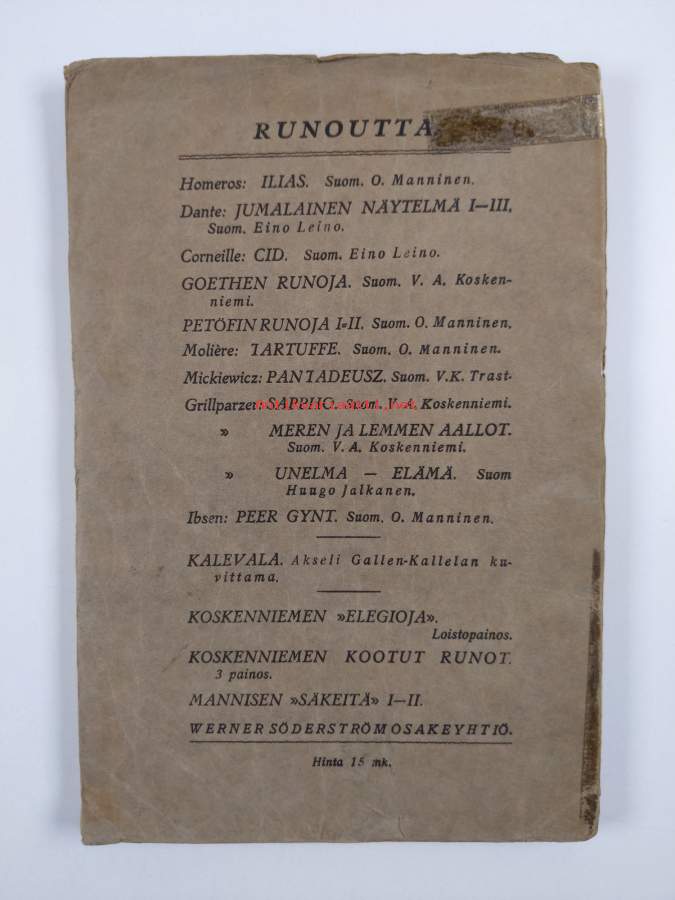 RUNOUTTA
Homeros: ILIAS. Suom. O. Manninen.
Dante: JUMALAINEN NÄYTELMÄ I—III.
Suom. Eino Leino.
Corneille: CID. Suom. Eino Leino.
GOETHEN RUNOJA. Suom. V. A. Kosken-
niemi.
PETÖFIN RUNOJA I-II. Suom. O. Manninen.
Molière: TARTUFFE. Suom. O. Manninen.
Mickiewicz: PAN TADEUSZ. Suom. V.K. Trast-
Grillparzer: SAPPHO. Suom. V. A. Koskenniemi.
» MEREN JA LEMMEN AALLOT.
Suom. V. A. Koskenniemi.
» UNELMA — ELÄMÄ. Suom
Huugo Jalkanen.
Ibsen: PEER GYNT. Suom. O. Manninen.
KALEVALA. Akseli Gallen-Kallelan ku-
vittama.
KOSKENNIEMEN »ELEGIOJA».
Loistopainos.
KOSKENNIEMEN KOOTUT RUNOT.
3 painos.
MANNISEN »SÄKEITÄ» I—II.
WERNER SÖDERSTRÖM OSAKEYHTIÖ.
Hinta 15 mk.